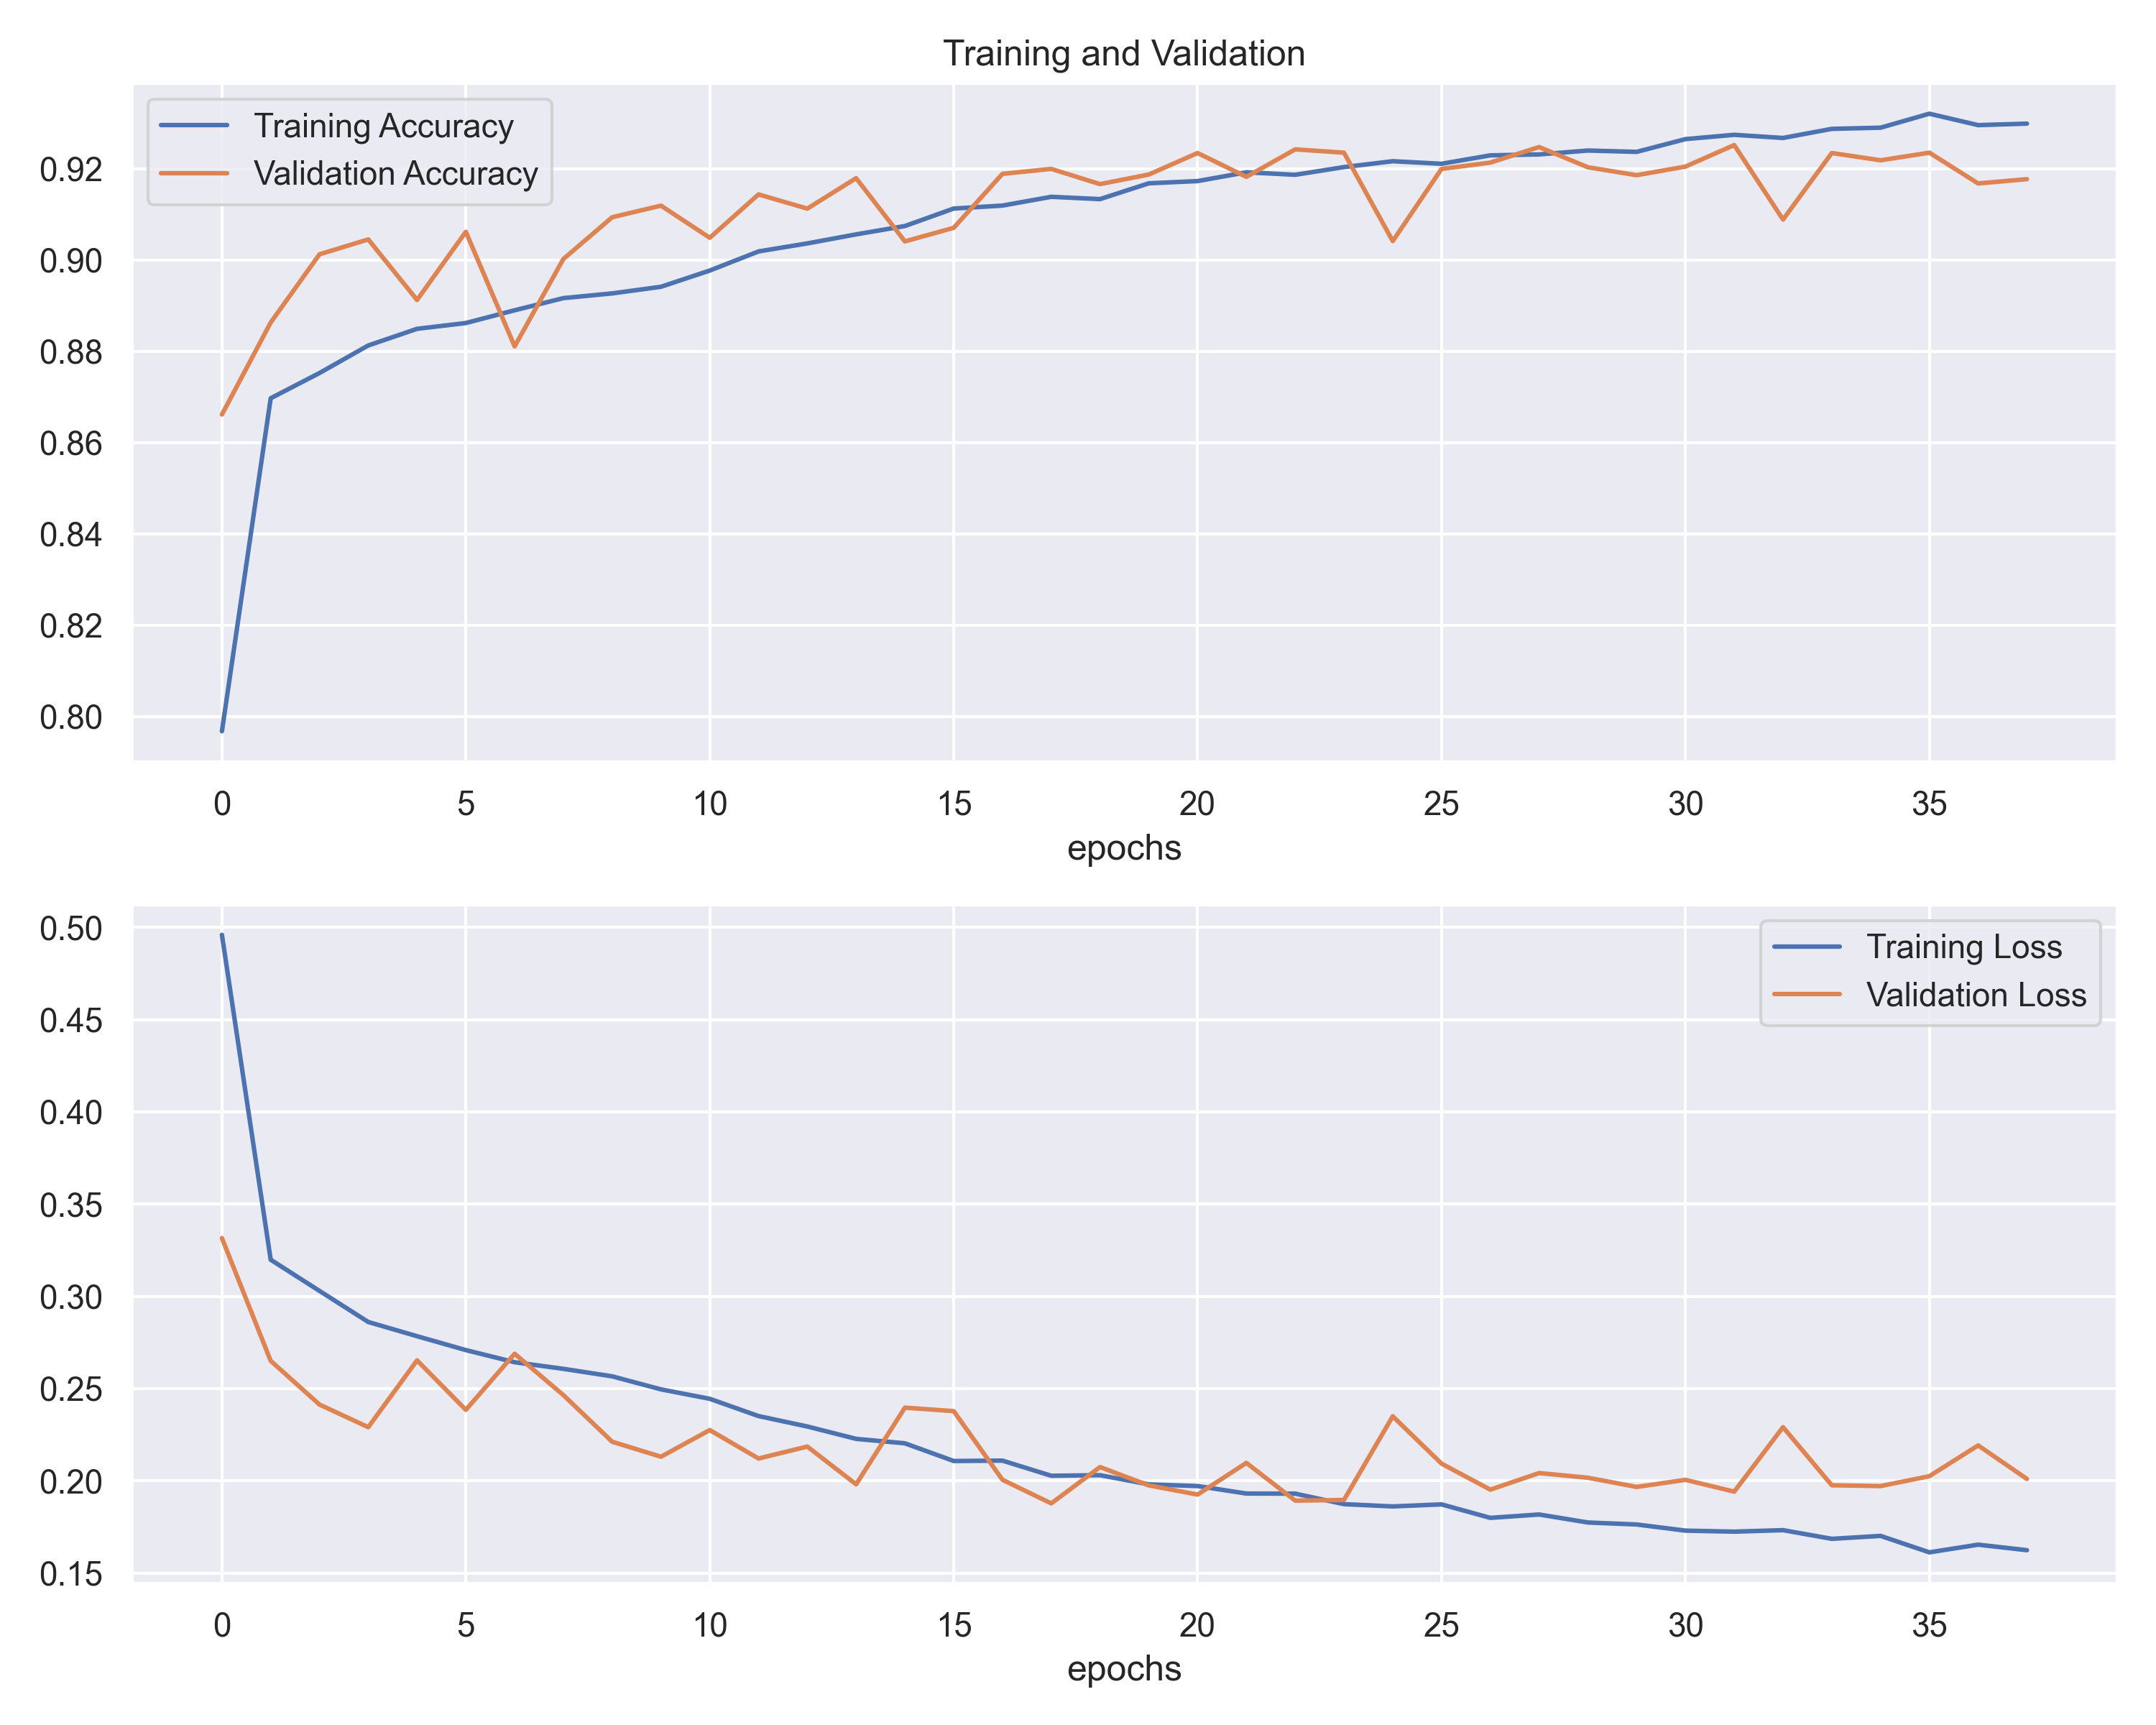 Training and Validation
Training Accuracy
Validation Accuracy
0.92
0.90
0.88
0.86
0.84
0.82
0.80
0 5 10 15 20 25 30 35
epochs
Training Loss
Validation Loss
0.50
0.45
0.40
0.35
0.30
0.25
0.20
0.15
0 5 10 15 20 25 30 35
epochs